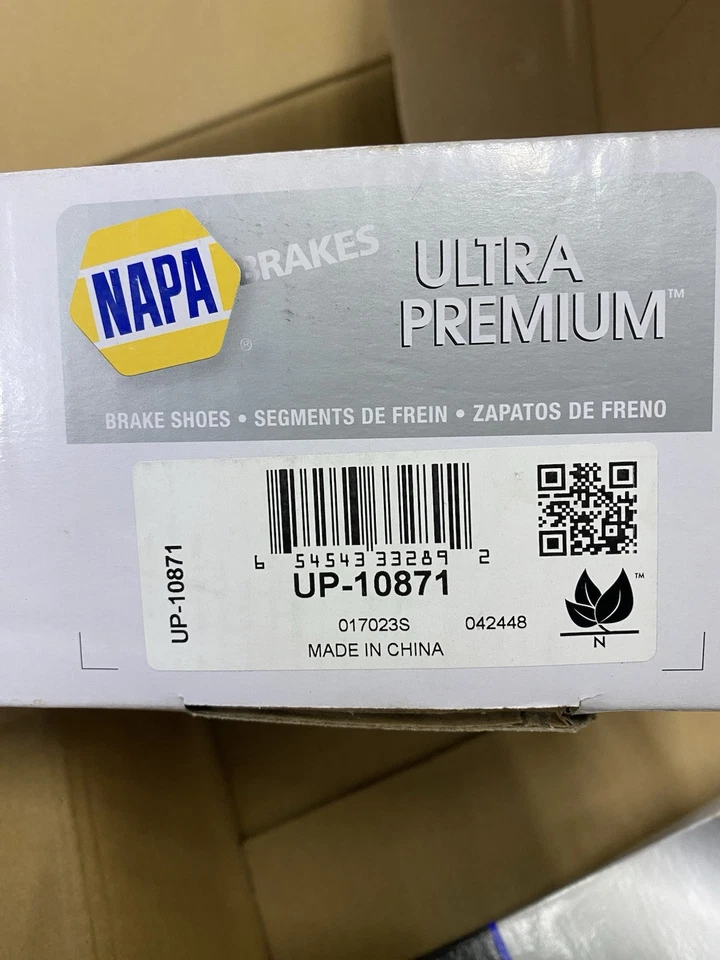 NAPA BRAKES
®
ULTRA
PREMIUM™
BRAKE SHOES • SEGMENTS DE FREIN • ZAPATOS DE FRENO
UP-10871
6 54543 33289 2
UP-10871
017023S 042448
MADE IN CHINA
TM
N